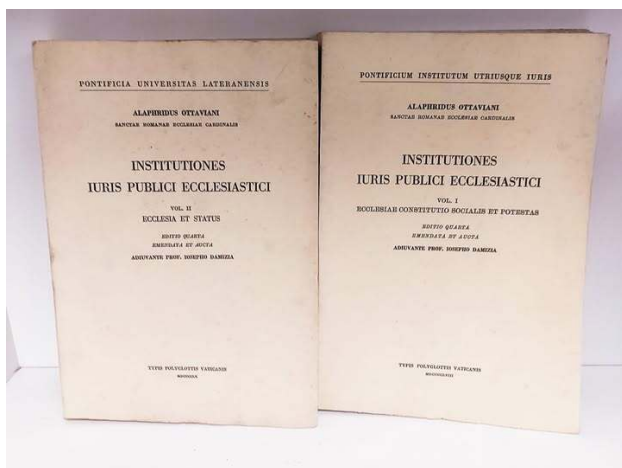 PONTIFICIA UNIVERSITAS LATERANENSIS
ALAPHRIDUS OTTAVIANI
SANCTAE ROMANAE ECCLESIAE CARDINALIS
INSTITUTIONES
IURIS PUBLICI ECCLESIASTICI
VOL. II
ECCLESIA ET STATUS
EDITIO QUARTA
EMENDATA ET AUCTA
ADIUVANTE PROF. IOSEPHO DAMIZIA
TYPIS POLYGLOTTIS VATICANIS
PONTIFICIUM INSTITUTUM UTRIUSQUE IURIS
ALAPHRIDUS OTTAVIANI
SANCTAE ROMANAE ECCLESIAE CARDINALIS
INSTITUTIONES
IURIS PUBLICI ECCLESIASTICI
VOL. I
ECCLESIAE CONSTITUTIO SOCIALIS ET POTESTAS
EDITIO QUARTA
EMENDATA ET AUCTA
ADIUVANTE PROF. IOSEPHO DAMIZIA
TYPIS POLYGLOTTIS VATICANIS